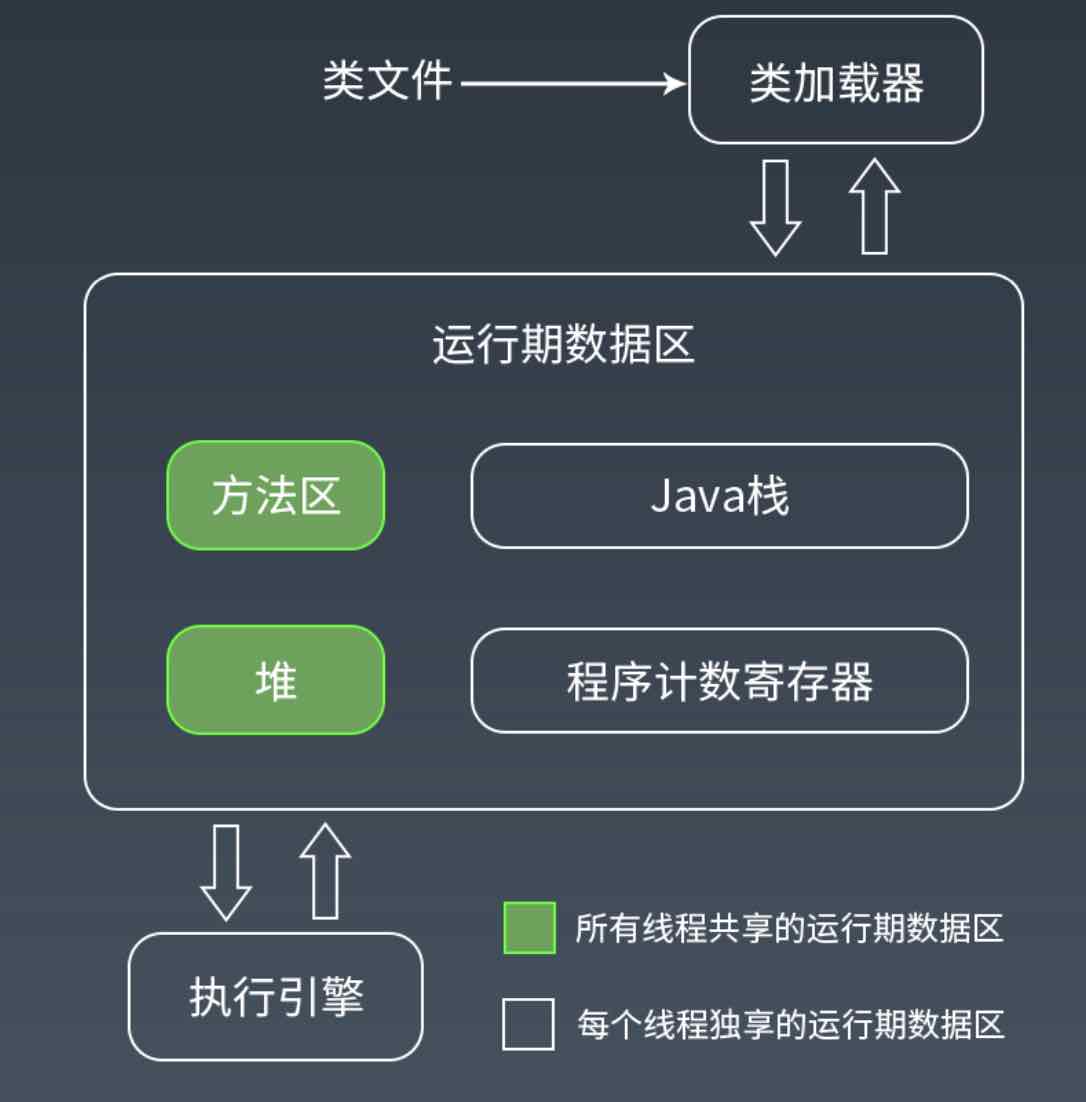 类文件
类加载器
运行期数据区
方法区
Java栈
堆
程序计数寄存器
执行引擎
所有线程共享的运行期数据区
每个线程独享的运行期数据区